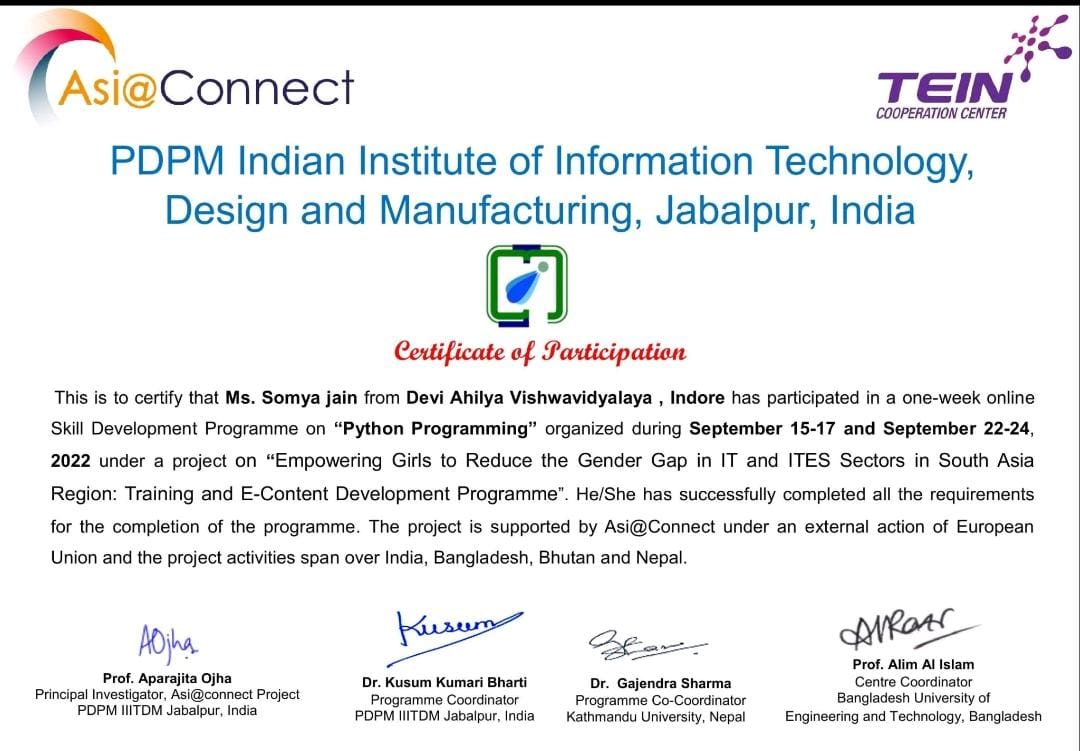 Asi@Connect
TEIN
COOPERATION CENTER
PDPM Indian Institute of Information Technology,
Design and Manufacturing, Jabalpur, India
Certificate of Participation
This is to certify that Ms. Somya jain from Devi Ahilya Vishwavidyalaya , Indore has participated in a one-week online
Skill Development Programme on “Python Programming” organized during September 15-17 and September 22-24,
2022 under a project on “Empowering Girls to Reduce the Gender Gap in IT and ITES Sectors in South Asia
Region: Training and E-Content Development Programme”. He/She has successfully completed all the requirements
for the completion of the programme. The project is supported by Asi@Connect under an external action of European
Union and the project activities span over India, Bangladesh, Bhutan and Nepal.
AOjha
Prof. Aparajita Ojha
Principal Investigator, Asi@connect Project
PDPM IIITDM Jabalpur, India
Kusum
Dr. Kusum Kumari Bharti
Programme Coordinator
PDPM IIITDM Jabalpur, India
Dr. Gajendra Sharma
Programme Co-Coordinator
Kathmandu University, Nepal
Prof. Alim Al Islam
Centre Coordinator
Bangladesh University of
Engineering and Technology, Bangladesh